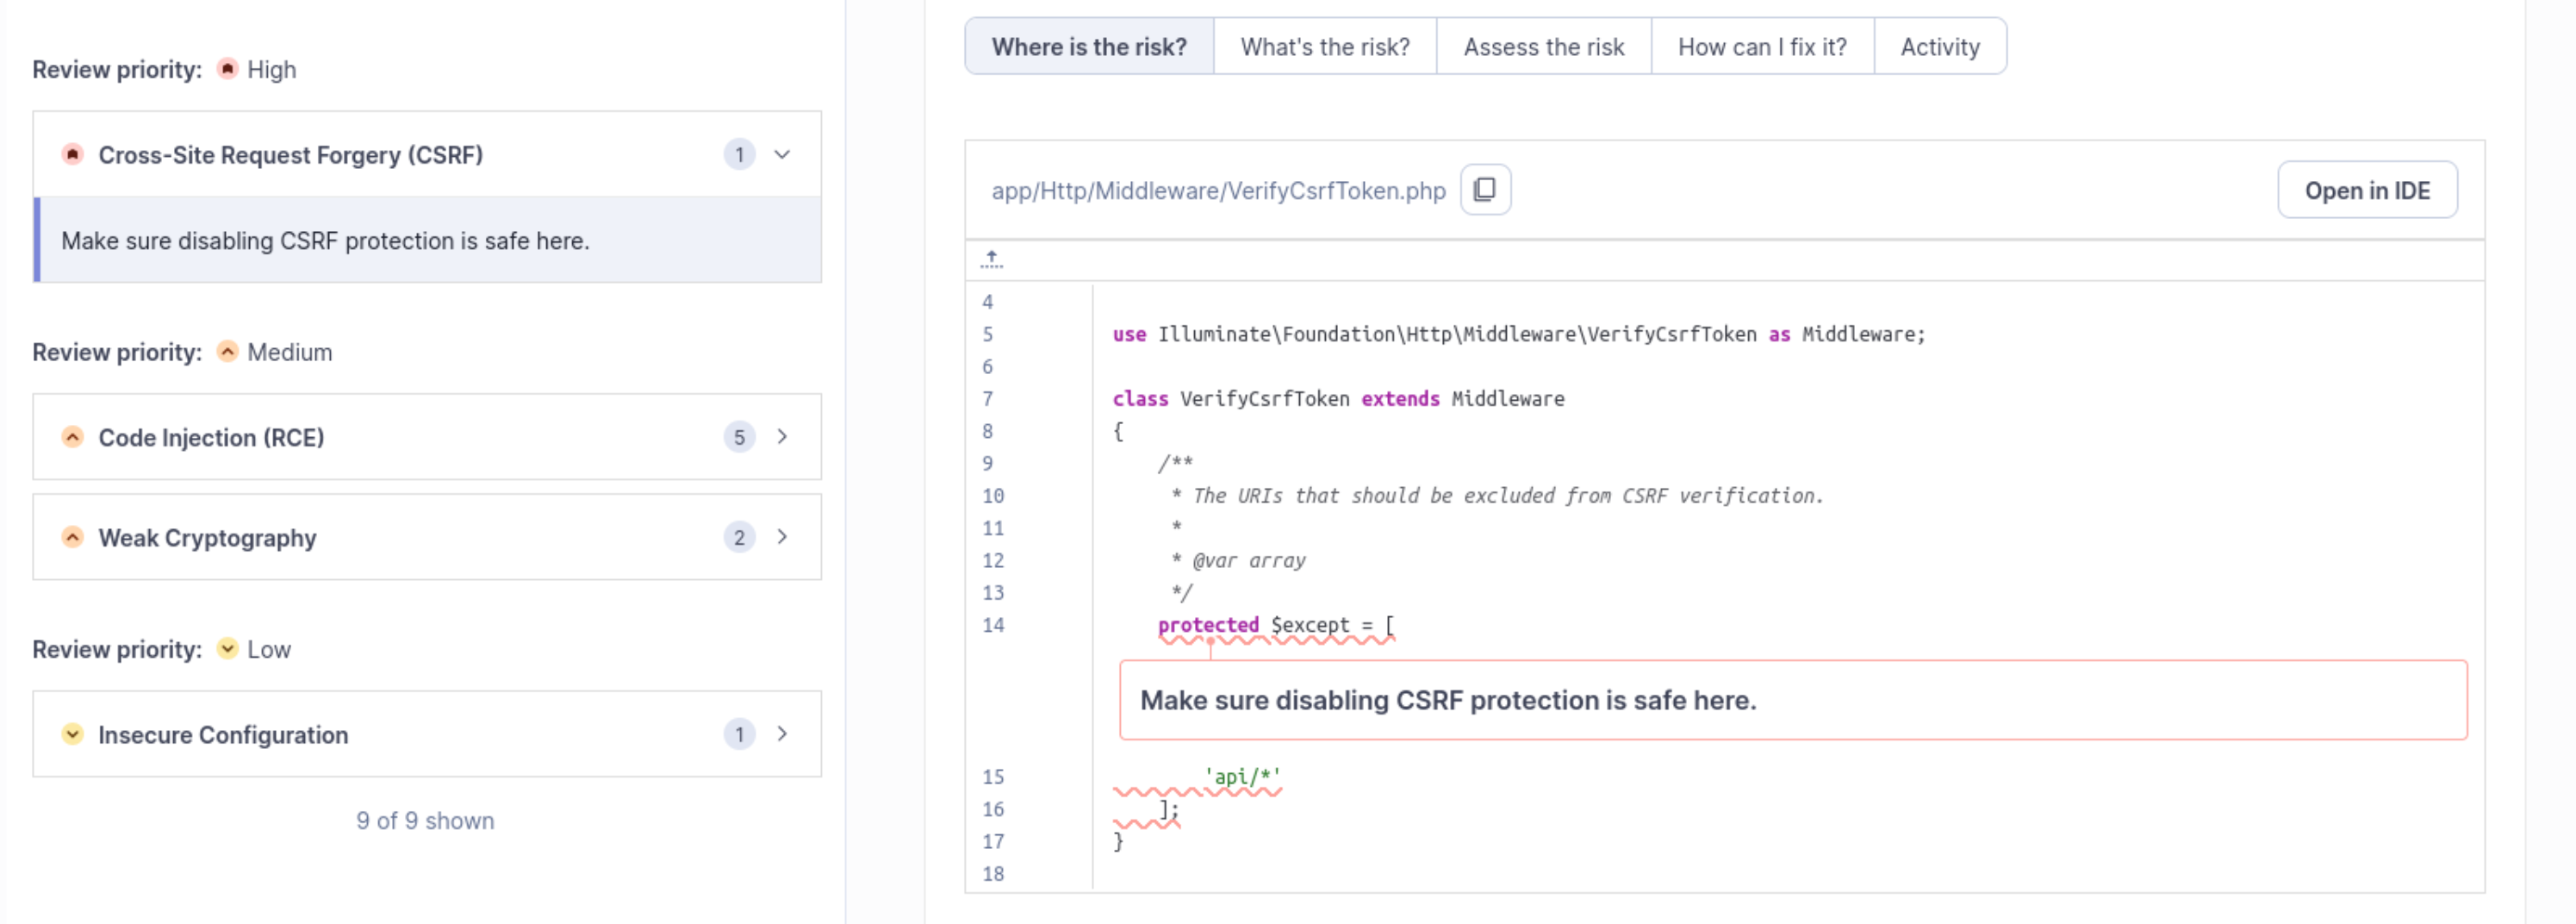 Review priority: High
Cross-Site Request Forgery (CSRF) 1
Make sure disabling CSRF protection is safe here.
Review priority: Medium
Code Injection (RCE) 5
Weak Cryptography 2
Review priority: Low
Insecure Configuration 1
9 of 9 shown
Where is the risk? What's the risk? Assess the risk How can I fix it? Activity
app/Http/Middleware/VerifyCsrfToken.php Open in IDE
4
5 use Illuminate\Foundation\Http\Middleware\VerifyCsrfToken as Middleware;
6
7 class VerifyCsrfToken extends Middleware
8 {
9 /**
10 * The URIs that should be excluded from CSRF verification.
11 *
12 * @var array
13 */
14 protected $except = [
Make sure disabling CSRF protection is safe here.
15 'api/*'
16 ];
17 }
18